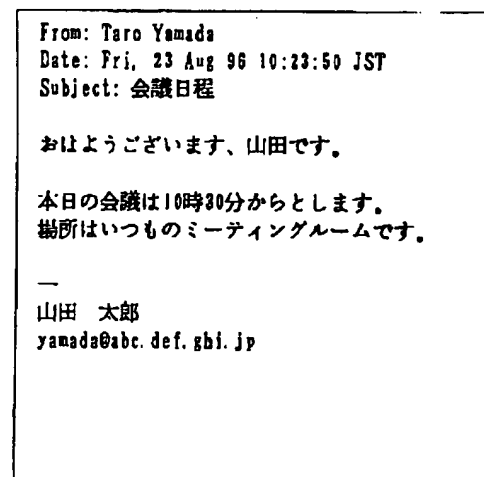 From: Taro Yamada
Date: Fri, 23 Aug 96 10:23:50 JST
Subject: 会議日程
おはようございます、山田です。
本日の会議は10時30分からとします。
場所はいつものミーティングルームです。
—
山田 太郎
yamada@abc.def.ghi.jp